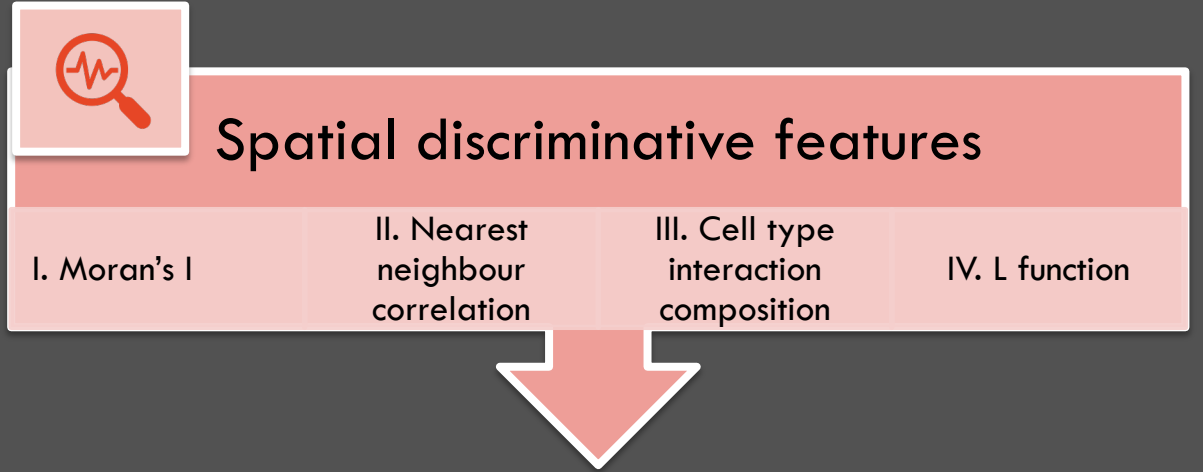 Spatial discriminative features
I. Moran’s I
II. Nearest
neighbour
correlation
III. Cell type
interaction
composition
IV. L function